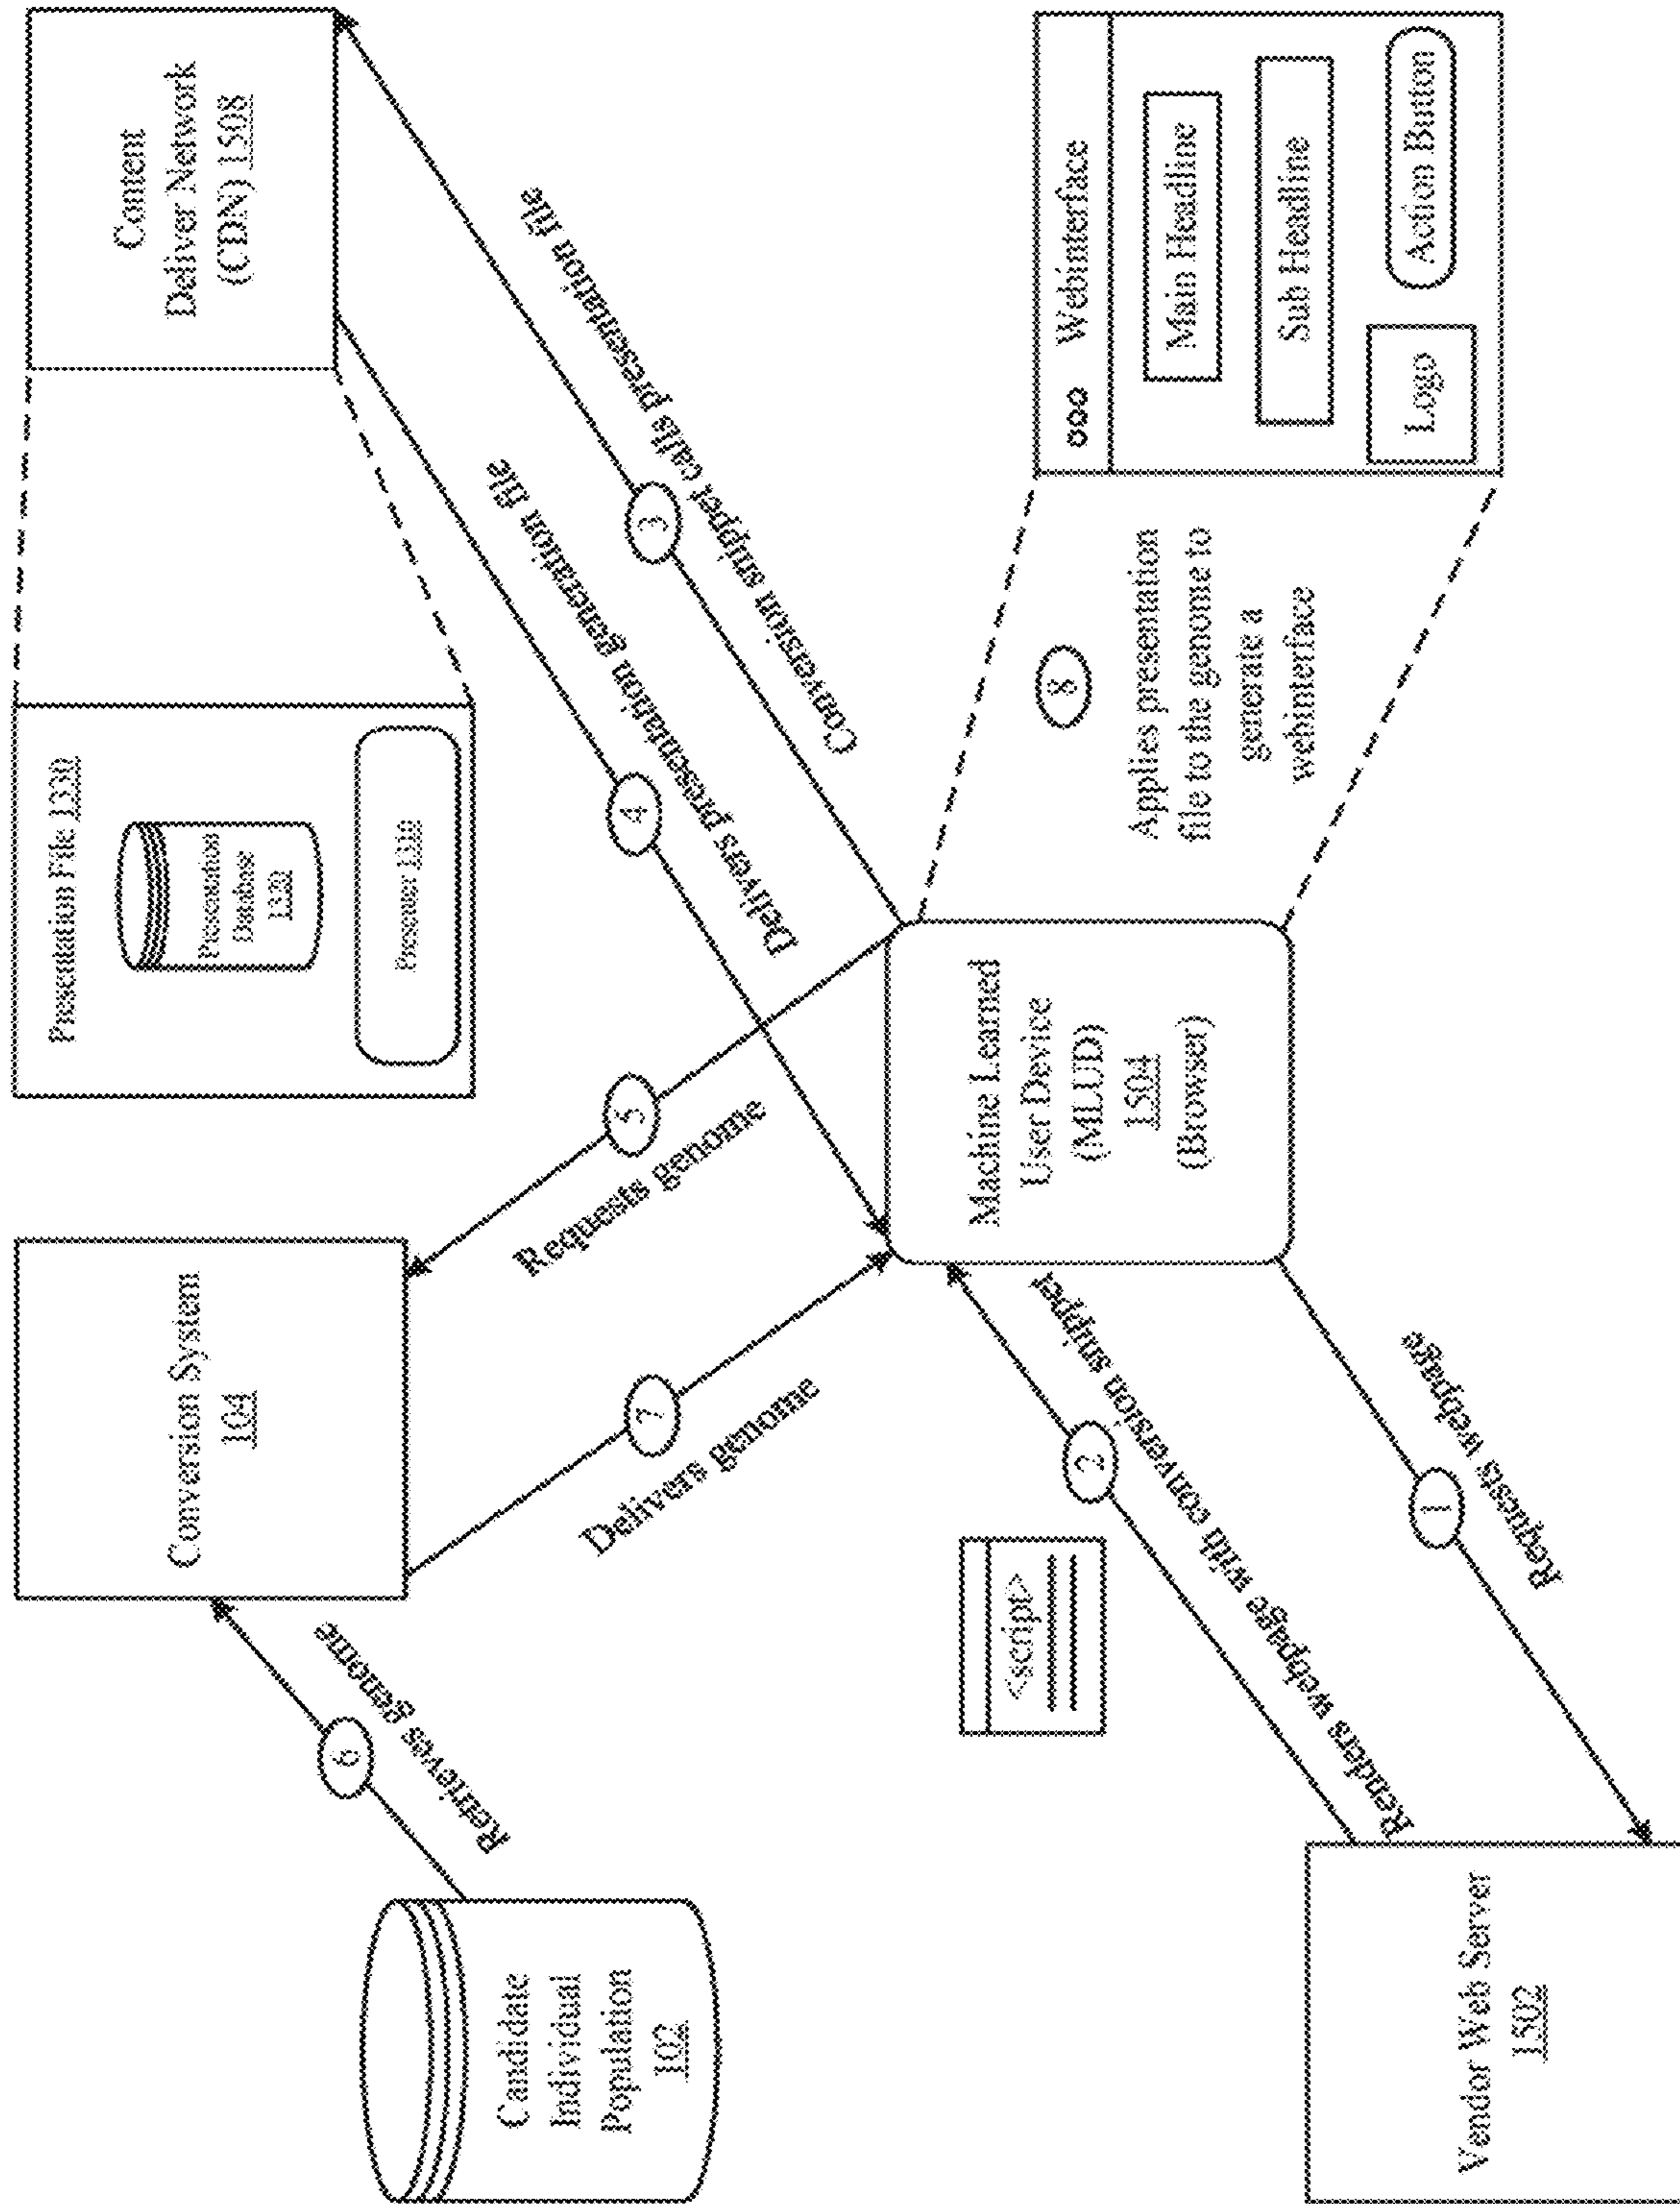 Candidate
Individual
Population
102
6
Retrieves genome
Conversion System
104
7
Delivers genome
5
Requests genome
Presentation File 1330
Presentation
Database
Presenter
Content
Deliver Network
(CDN) 1508
4
Delivers presentation generation file
3
Conversion snippet calls presentation file
Vendor Web Server
1502
<script>
2
Renders webpage with conversion snippet
1
Requests webpage
Machine Learned
User Device
(MLUD)
1504
(Browser)
8
Applies presentation
file to the genome to
generate a
webinterface
Webinterface
Main Headline
Sub Headline
Logo
Action Button